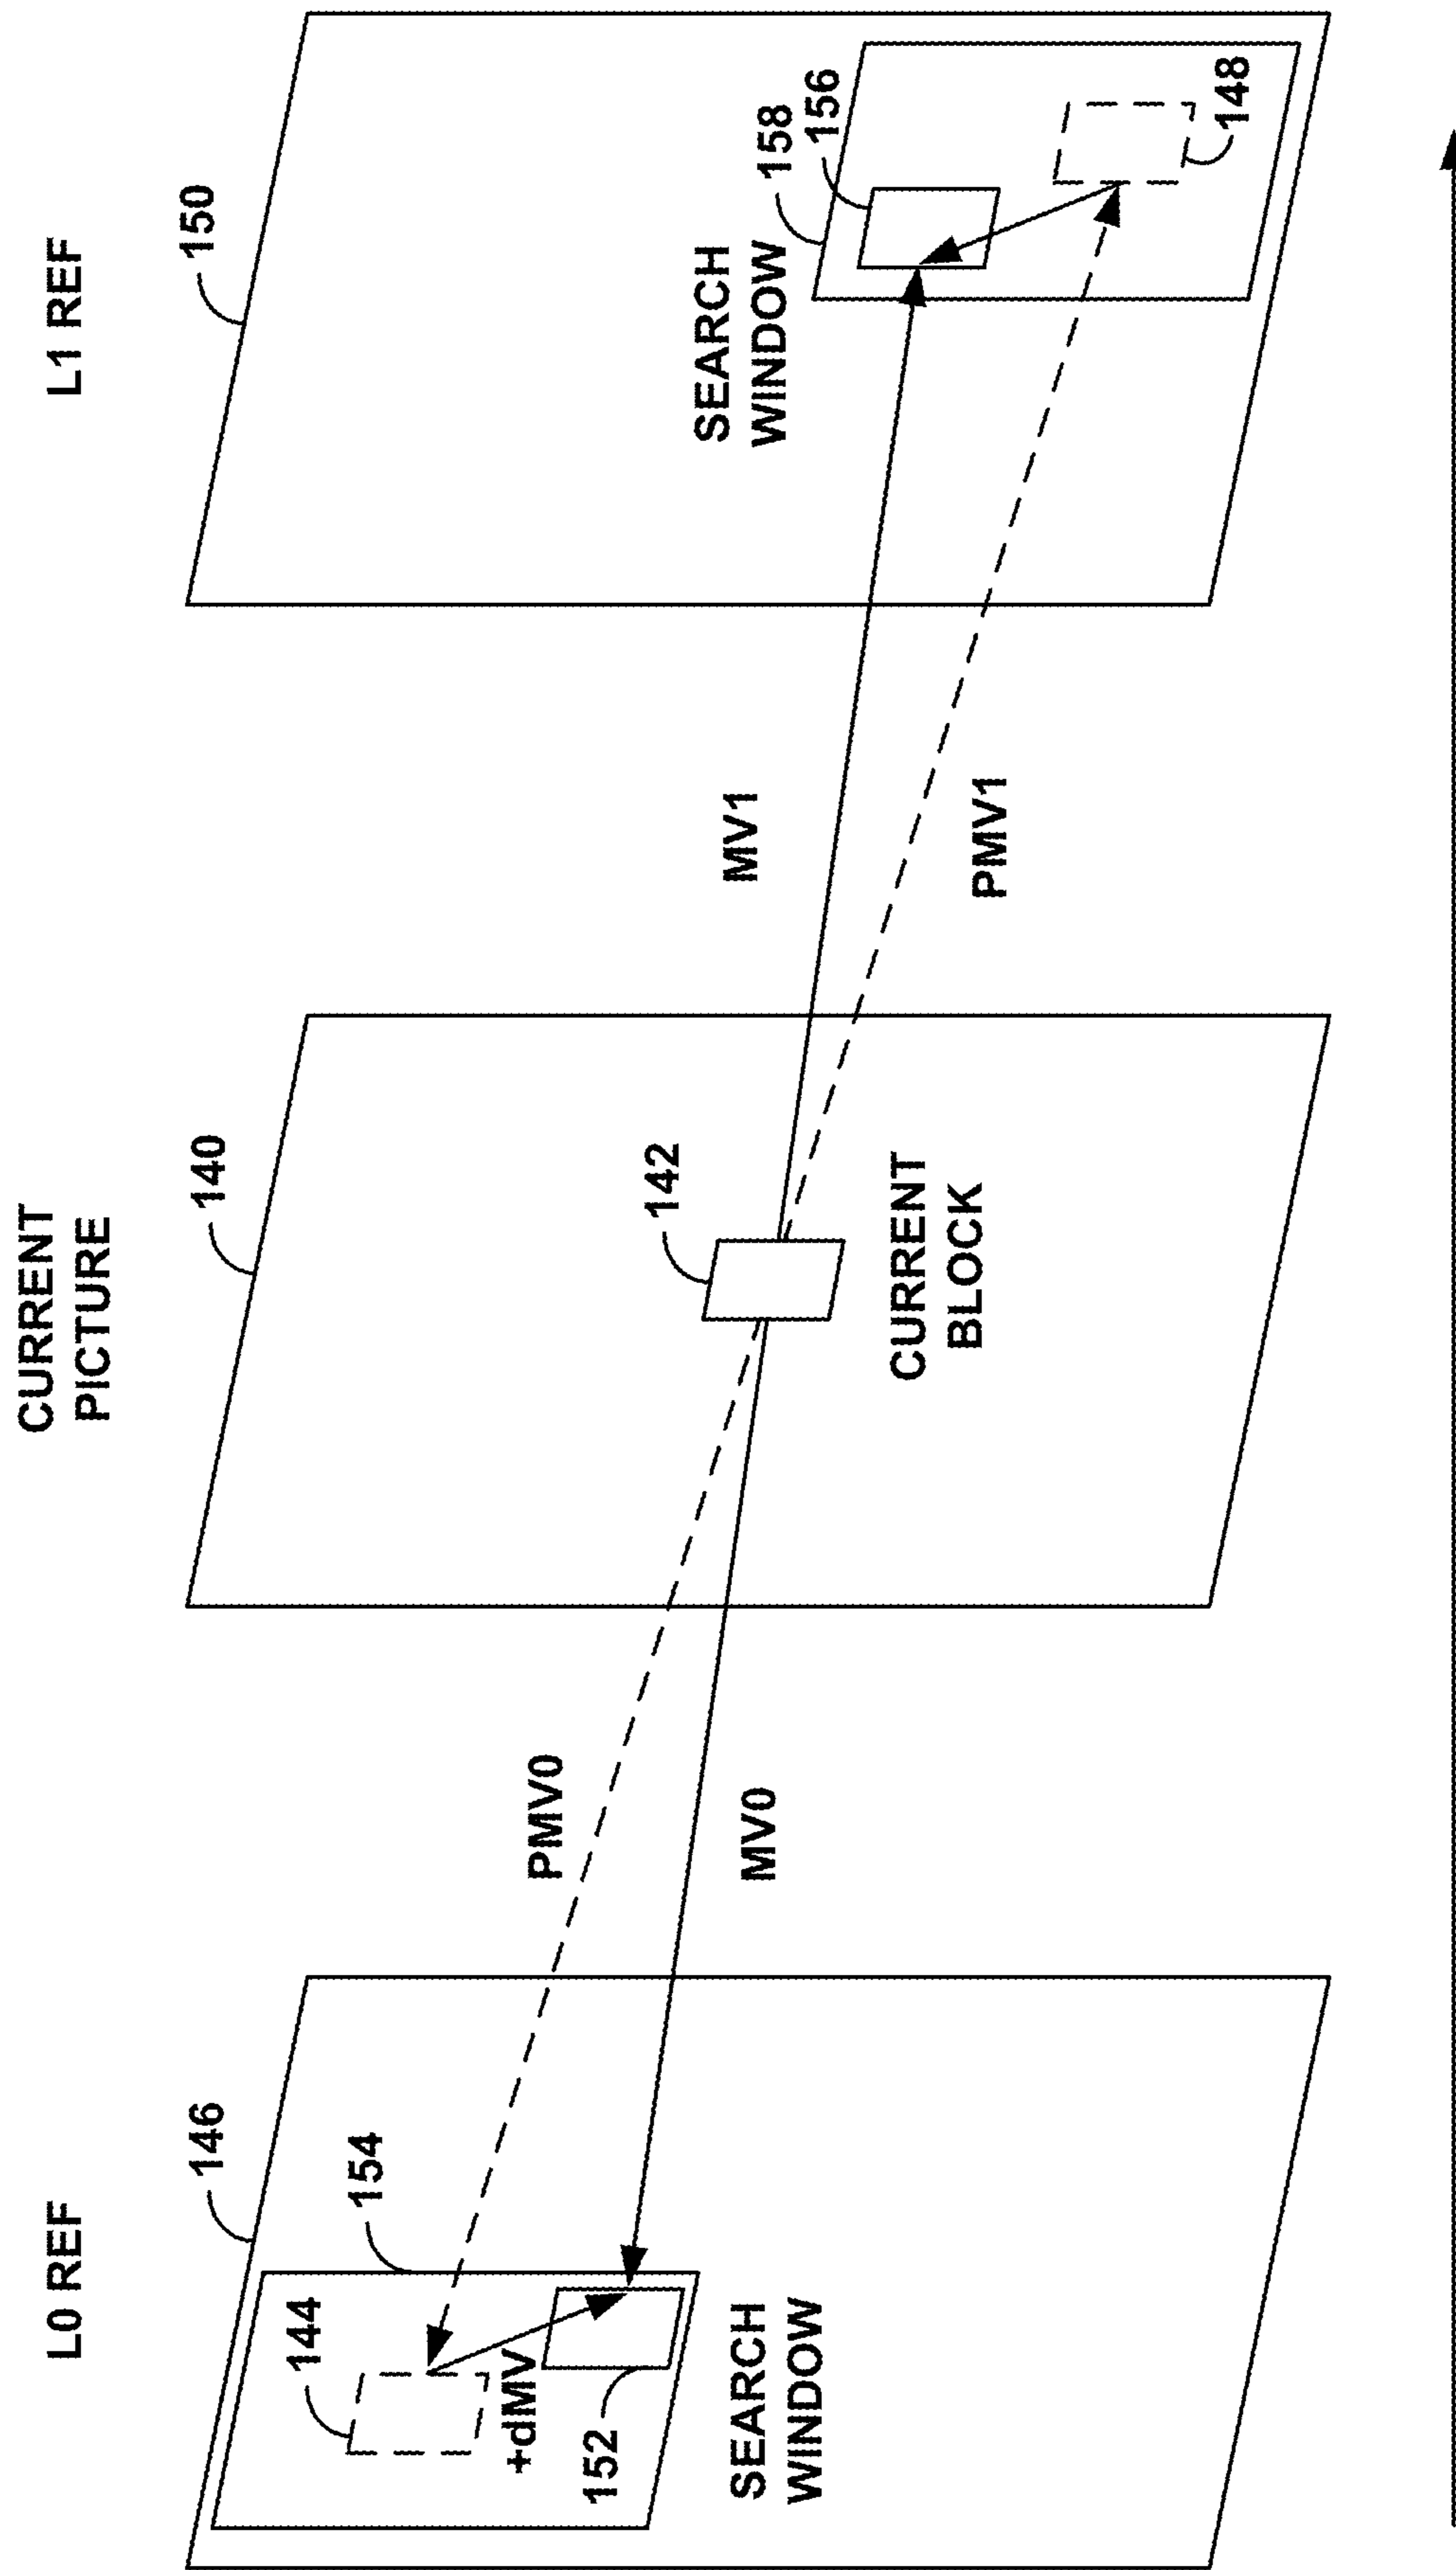 L0 REF
CURRENT
PICTURE
L1 REF
146
140
150
144
154
+dMV
152
SEARCH
WINDOW
PMV0
MV0
142
CURRENT
BLOCK
MV1
PMV1
SEARCH
WINDOW
158
156
148